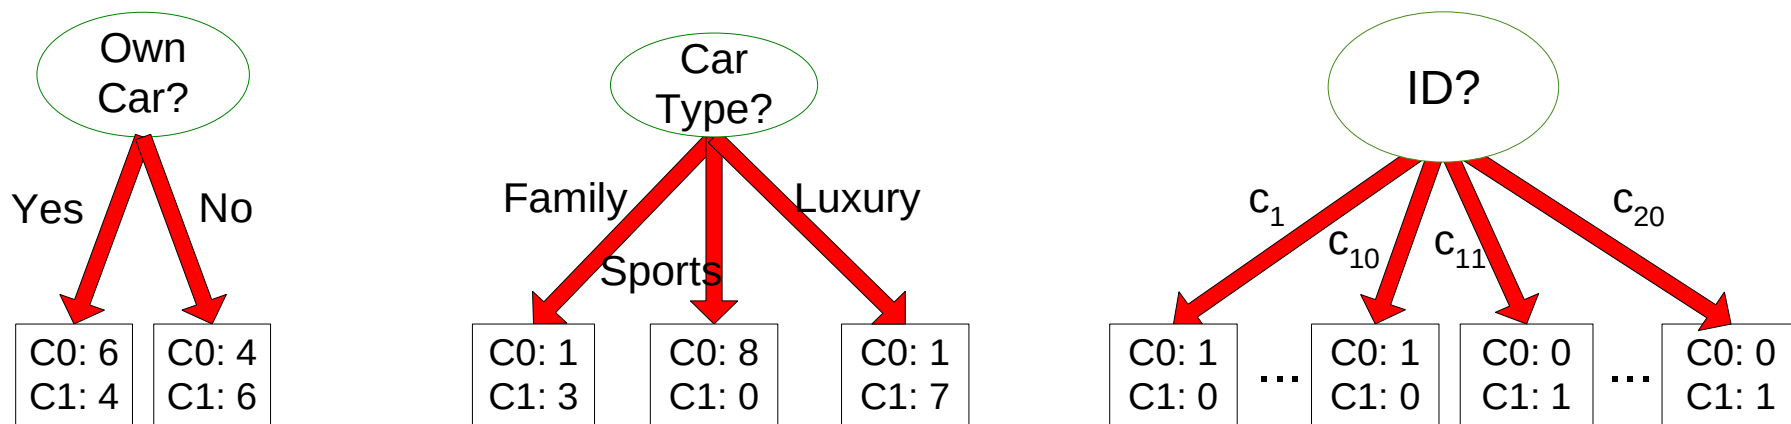 Own
Car?
Yes
No
C0: 6
C1: 4
C0: 4
C1: 6
Car
Type?
Family
Sports
Luxury
C0: 1
C1: 3
C0: 8
C1: 0
C0: 1
C1: 7
ID?
c1
c10
c11
c20
C0: 1
C1: 0
...
C0: 1
C1: 0
C0: 0
C1: 1
...
C0: 0
C1: 1